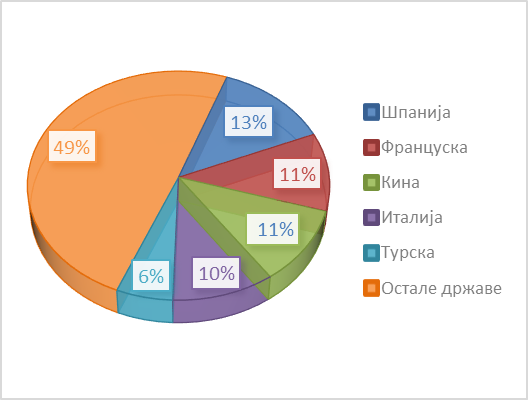 13%
11%
11%
10%
6%
49%
Шпанија
Француска
Кина
Италија
Турска
Остале државе